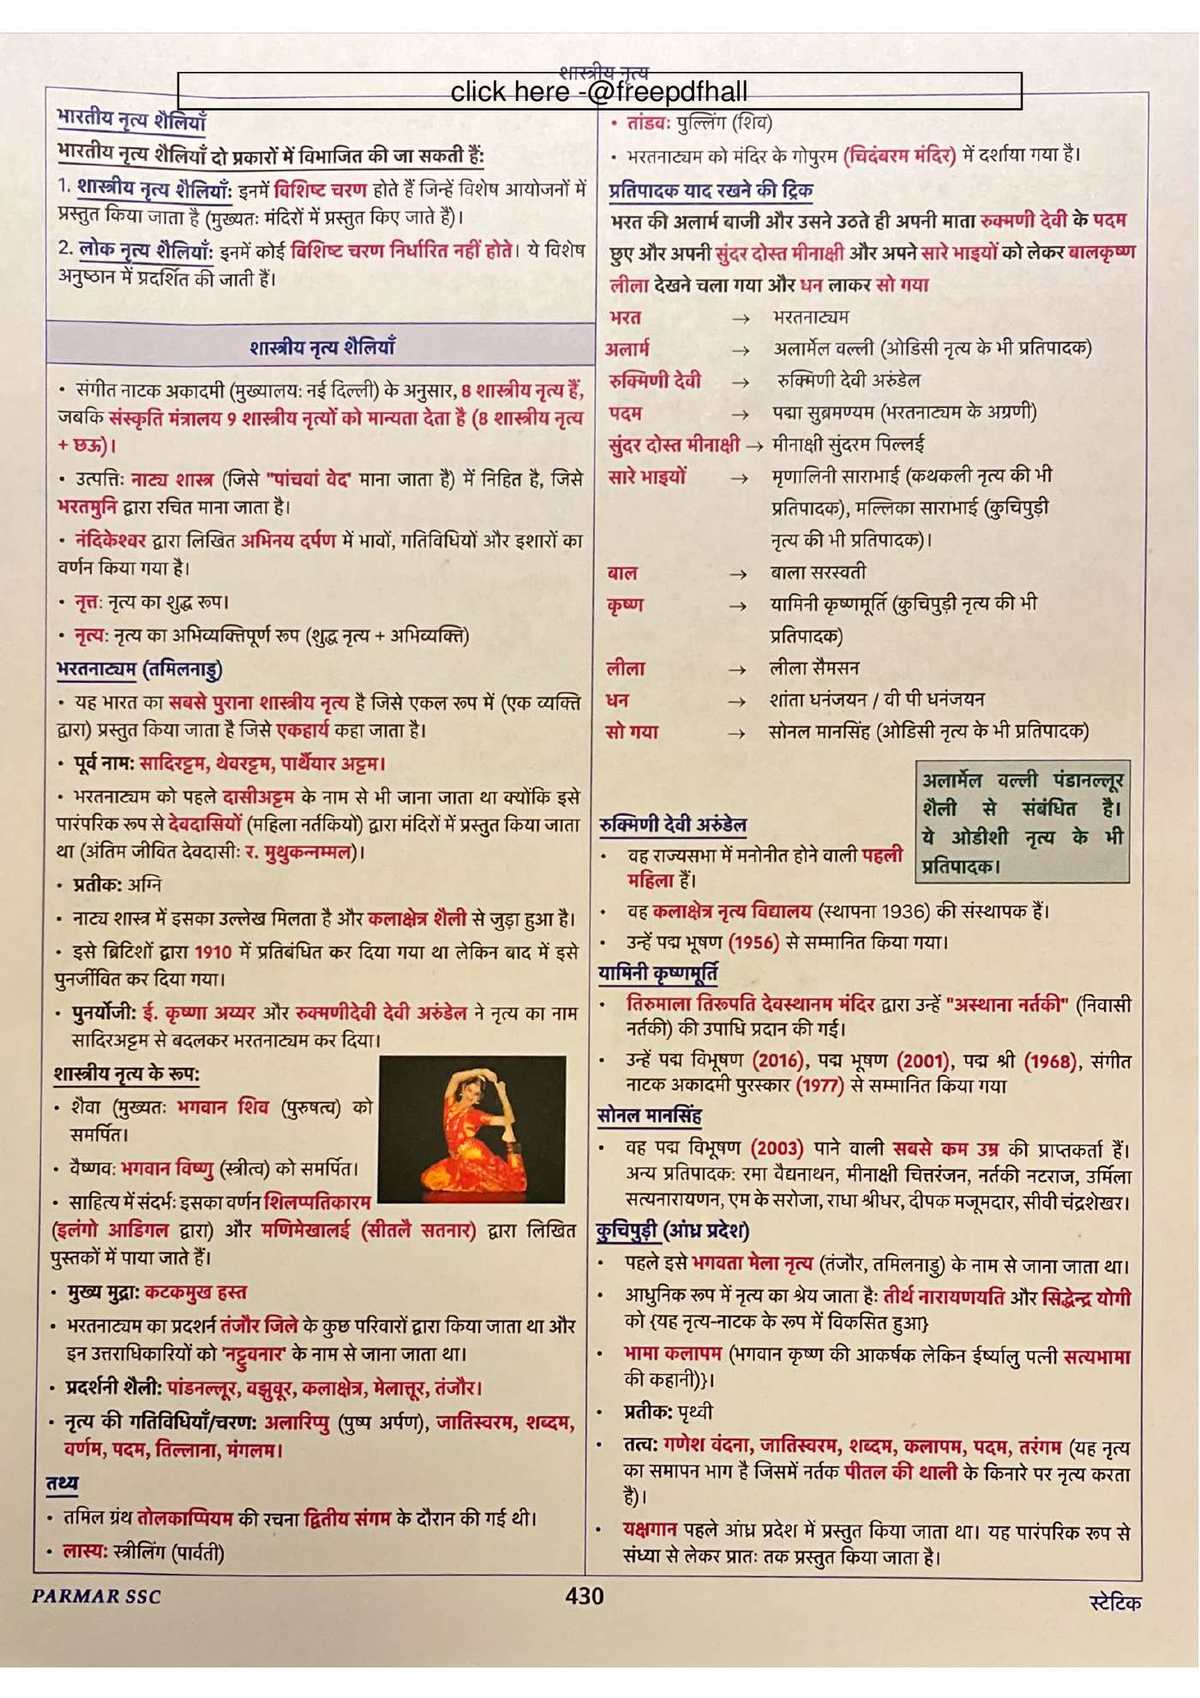 शास्त्रीय नृत्य
click here -@freepdfhall
भारतीय नृत्य शैलियाँ
भारतीय नृत्य शैलियाँ दो प्रकारों में विभाजित की जा सकती हैं:
1. शास्त्रीय नृत्य शैलियाँ: इनमें विशिष्ट चरण होते हैं जिन्हें विशेष आयोजनों में
प्रस्तुत किया जाता है (मुख्यतः मंदिरों में प्रस्तुत किए जाते हैं)।
2. लोक नृत्य शैलियाँ: इनमें कोई विशिष्ट चरण निर्धारित नहीं होते। ये विशेष
अनुष्ठान में प्रदर्शित की जाती हैं।
शास्त्रीय नृत्य शैलियाँ
• संगीत नाटक अकादमी (मुख्यालय: नई दिल्ली) के अनुसार, 8 शास्त्रीय नृत्य हैं,
जबकि संस्कृति मंत्रालय 9 शास्त्रीय नृत्यों को मान्यता देता है (8 शास्त्रीय नृत्य
+ छऊ)।
• उत्पत्ति: नाट्य शास्त्र (जिसे "पांचवां वेद" माना जाता है) में निहित है, जिसे
भरतमुनि द्वारा रचित माना जाता है।
• नंदिकेश्वर द्वारा लिखित अभिनय दर्पण में भावों, गतिविधियों और इशारों का
वर्णन किया गया है।
• नृत्त: नृत्य का शुद्ध रूप।
• नृत्य: नृत्य का अभिव्यक्तिपूर्ण रूप (शुद्ध नृत्य + अभिव्यक्ति)
भरतनाट्यम (तमिलनाडु)
• यह भारत का सबसे पुराना शास्त्रीय नृत्य है जिसे एकल रूप में (एक व्यक्ति
द्वारा) प्रस्तुत किया जाता है जिसे एकहार्य कहा जाता है।
• पूर्व नाम: सादिरट्टम, थेवरट्टम, पार्थैयार अट्टम।
• भरतनाट्यम को पहले दासीअट्टम के नाम से भी जाना जाता था क्योंकि इसे
पारंपरिक रूप से देवदासियों (महिला नर्तकियों) द्वारा मंदिरों में प्रस्तुत किया जाता
था (अंतिम जीवित देवदासी: र. मुथुकन्नम्मल)।
• प्रतीक: अग्नि
• नाट्य शास्त्र में इसका उल्लेख मिलता है और कलाक्षेत्र शैली से जुड़ा हुआ है।
• इसे ब्रिटिशों द्वारा 1910 में प्रतिबंधित कर दिया गया था लेकिन बाद में इसे
पुनर्जीवित कर दिया गया।
• पुनर्योजी: ई. कृष्णा अय्यर और रुक्मणीदेवी देवी अरुंडेल ने नृत्य का नाम
सादिरअट्टम से बदलकर भरतनाट्यम कर दिया।
शास्त्रीय नृत्य के रूप:
• शैवा (मुख्यतः भगवान शिव (पुरुषत्व) को
समर्पित।
• वैष्णव: भगवान विष्णु (स्त्रीत्व) को समर्पित।
• साहित्य में संदर्भ: इसका वर्णन शिलप्पतिकारम
(इलंगो आडिगल द्वारा) और मणिमेखालई (सीतलै सतनार) द्वारा लिखित
पुस्तकों में पाया जाते हैं।
• मुख्य मुद्रा: कटकमुख हस्त
• भरतनाट्यम का प्रदशर्न तंजौर जिले के कुछ परिवारों द्वारा किया जाता था और
इन उत्तराधिकारियों को 'नट्टुवनार' के नाम से जाना जाता था।
• प्रदर्शनी शैली: पांडनल्लूर, वझुवूर, कलाक्षेत्र, मेलात्तूर, तंजौर।
• नृत्य की गतिविधियाँ/चरण: अलारिप्पु (पुष्प अर्पण), जातिस्वरम, शब्दम,
वर्णम, पदम, तिल्लाना, मंगलम।
तथ्य
• तमिल ग्रंथ तोलकाप्पियम की रचना द्वितीय संगम के दौरान की गई थी।
• लास्य: स्त्रीलिंग (पार्वती)
• तांडव: पुल्लिंग (शिव)
• भरतनाट्यम को मंदिर के गोपुरम (चिदंबरम मंदिर) में दर्शाया गया है।
प्रतिपादक याद रखने की ट्रिक
भरत की अलार्म बाजी और उसने उठते ही अपनी माता रुक्मणी देवी के पदम
छुए और अपनी सुंदर दोस्त मीनाक्षी और अपने सारे भाइयों को लेकर बालकृष्ण
लीला देखने चला गया और धन लाकर सो गया
भरत → भरतनाट्यम
अलार्म → अलार्मेल वल्ली (ओडिसी नृत्य के भी प्रतिपादक)
रुक्मिणी देवी → रुक्मिणी देवी अरुंडेल
पदम → पद्मा सुब्रमण्यम (भरतनाट्यम के अग्रणी)
सुंदर दोस्त मीनाक्षी → मीनाक्षी सुंदरम पिल्लई
सारे भाइयों → मृणालिनी साराभाई (कथकली नृत्य की भी
प्रतिपादक), मल्लिका साराभाई (कुचिपुड़ी
नृत्य की भी प्रतिपादक)।
बाल → बाला सरस्वती
कृष्ण → यामिनी कृष्णमूर्ति (कुचिपुड़ी नृत्य की भी
प्रतिपादक)
लीला → लीला सैमसन
धन → शांता धनंजयन / वी पी धनंजयन
सो गया → सोनल मानसिंह (ओडिसी नृत्य के भी प्रतिपादक)
अलार्मेल वल्ली पंडानल्लूर
शैली से संबंधित है।
ये ओडीशी नृत्य के भी
प्रतिपादक।
रुक्मिणी देवी अरुंडेल
• वह राज्यसभा में मनोनीत होने वाली पहली
महिला हैं।
• वह कलाक्षेत्र नृत्य विद्यालय (स्थापना 1936) की संस्थापक हैं।
• उन्हें पद्म भूषण (1956) से सम्मानित किया गया।
यामिनी कृष्णमूर्ति
• तिरुमाला तिरूपति देवस्थानम मंदिर द्वारा उन्हें "अस्थाना नर्तकी" (निवासी
नर्तकी) की उपाधि प्रदान की गई।
• उन्हें पद्म विभूषण (2016), पद्म भूषण (2001), पद्म श्री (1968), संगीत
नाटक अकादमी पुरस्कार (1977) से सम्मानित किया गया
सोनल मानसिंह
• वह पद्म विभूषण (2003) पाने वाली सबसे कम उम्र की प्राप्तकर्ता हैं।
अन्य प्रतिपादक: रमा वैद्यनाथन, मीनाक्षी चित्तरंजन, नर्तकी नटराज, उर्मिला
सत्यनारायणन, एम के सरोजा, राधा श्रीधर, दीपक मजूमदार, सीवी चंद्रशेखर।
कुचिपुड़ी (आंध्र प्रदेश)
• पहले इसे भगवता मेला नृत्य (तंजौर, तमिलनाडु) के नाम से जाना जाता था।
• आधुनिक रूप में नृत्य का श्रेय जाता है: तीर्थ नारायणयति और सिद्धेन्द्र योगी
को {यह नृत्य-नाटक के रूप में विकसित हुआ}
• भामा कलापम (भगवान कृष्ण की आकर्षक लेकिन ईर्ष्यालु पत्नी सत्यभामा
की कहानी)}।
• प्रतीक: पृथ्वी
• तत्व: गणेश वंदना, जातिस्वरम, शब्दम, कलापम, पदम, तरंगम (यह नृत्य
का समापन भाग है जिसमें नर्तक पीतल की थाली के किनारे पर नृत्य करता
है)।
• यक्षगान पहले आंध्र प्रदेश में प्रस्तुत किया जाता था। यह पारंपरिक रूप से
संध्या से लेकर प्रातः तक प्रस्तुत किया जाता है।
PARMAR SSC
430
स्टेटिक